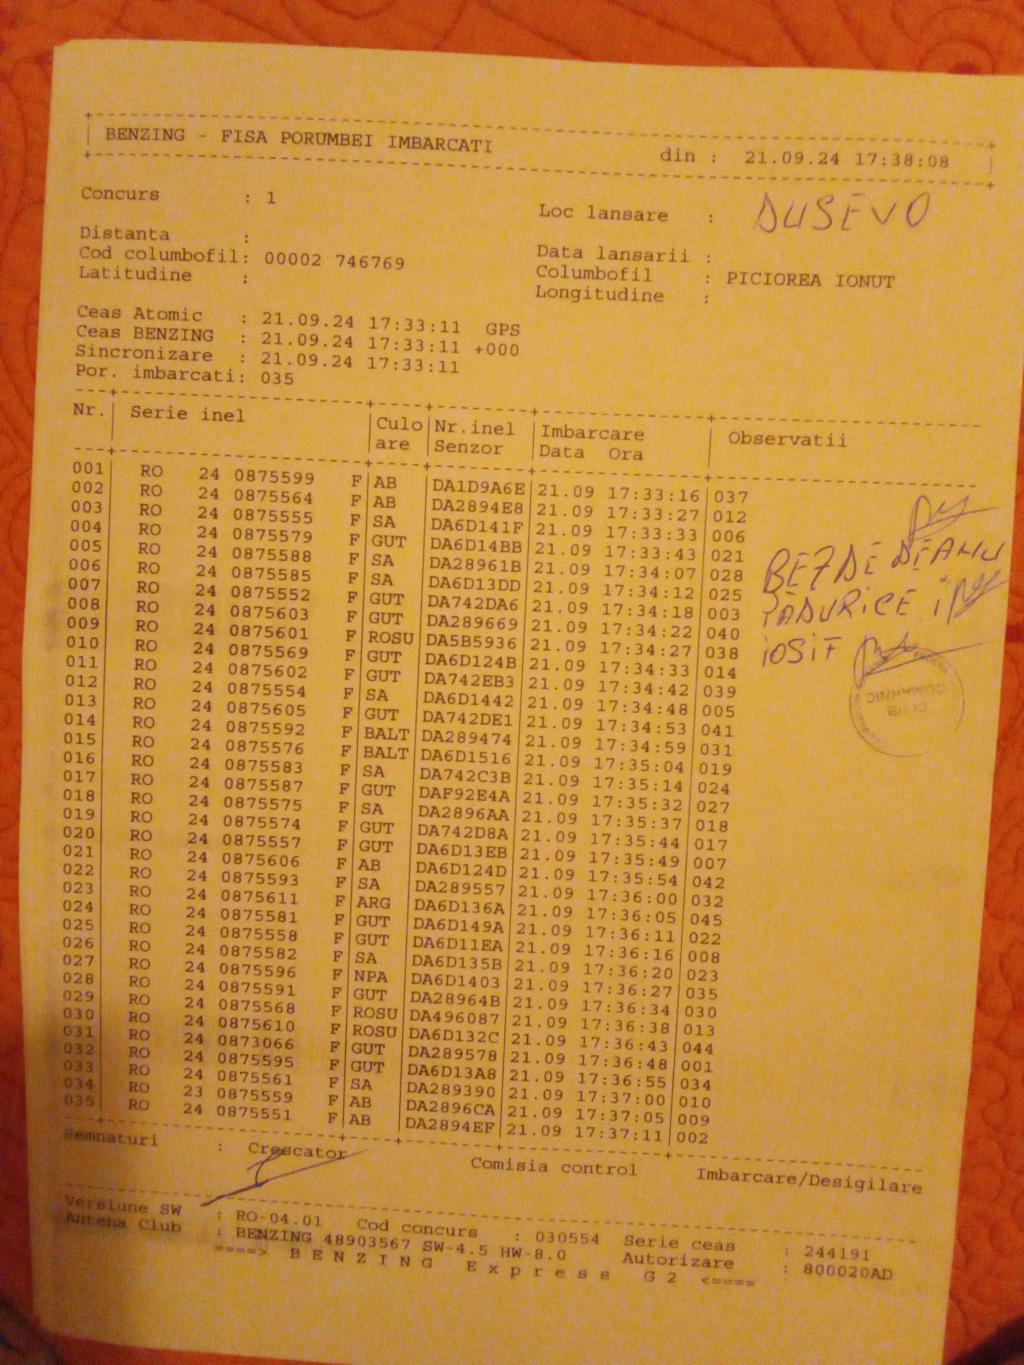 BENZING - FISA PORUMBEI IMBARCATI din : 21.09.24 17:38:08
Concurs : 1 Loc lansare : DUSEVO
Distanta : Data lansarii :
Cod columbofil: 00002 746769 Columbofil : PICIOREA IONUT
Latitudine : Longitudine :
Ceas Atomic : 21.09.24 17:33:11 GPS
Ceas BENZING : 21.09.24 17:33:11 +000
Sincronizare : 21.09.24 17:33:11
Por. imbarcati: 035
Nr. Serie inel Culo Nr.inel Imbarcare Observatii
are Senzor Data Ora
001 RO 24 0875599 F AB DA1D9A6E 21.09 17:33:16 037
002 RO 24 0875564 F AB DA2894E8 21.09 17:33:27 012
003 RO 24 0875555 F SA DA6D141F 21.09 17:33:33 006
004 RO 24 0875579 F GUT DA6D14BB 21.09 17:33:43 021
005 RO 24 0875588 F SA DA28961B 21.09 17:34:07 028
006 RO 24 0875585 F SA DA6D13DD 21.09 17:34:12 025
007 RO 24 0875552 F GUT DA742DA6 21.09 17:34:18 003
008 RO 24 0875603 F GUT DA289669 21.09 17:34:22 040
009 RO 24 0875601 F ROSU DA5B5936 21.09 17:34:27 038
010 RO 24 0875569 F GUT DA6D124B 21.09 17:34:33 014
011 RO 24 0875602 F GUT DA742EB3 21.09 17:34:42 039
012 RO 24 0875554 F SA DA6D1442 21.09 17:34:48 005
013 RO 24 0875605 F GUT DA742DE1 21.09 17:34:53 041
014 RO 24 0875592 F BALT DA289474 21.09 17:34:59 031
015 RO 24 0875576 F BALT DA6D1516 21.09 17:35:04 019
016 RO 24 0875583 F SA DA742C3B 21.09 17:35:14 024
017 RO 24 0875587 F GUT DAF92E4A 21.09 17:35:32 027
018 RO 24 0875575 F SA DA2896AA 21.09 17:35:37 018
019 RO 24 0875574 F GUT DA742D8A 21.09 17:35:44 017
020 RO 24 0875557 F GUT DA6D13EB 21.09 17:35:49 007
021 RO 24 0875606 F AB DA6D124D 21.09 17:35:54 042
022 RO 24 0875593 F SA DA289557 21.09 17:36:00 032
023 RO 24 0875611 F ARG DA6D136A 21.09 17:36:05 045
024 RO 24 0875581 F GUT DA6D149A 21.09 17:36:11 022
025 RO 24 0875558 F GUT DA6D11EA 21.09 17:36:16 008
026 RO 24 0875582 F SA DA6D135B 21.09 17:36:20 023
027 RO 24 0875596 F NPA DA6D1403 21.09 17:36:27 035
028 RO 24 0875591 F GUT DA28964B 21.09 17:36:34 030
029 RO 24 0875568 F ROSU DA496087 21.09 17:36:38 013
030 RO 24 0875610 F ROSU DA6D132C 21.09 17:36:43 044
031 RO 24 0873066 F GUT DA289578 21.09 17:36:48 001
032 RO 24 0875595 F GUT DA6D13A8 21.09 17:36:55 034
033 RO 24 0875561 F SA DA289390 21.09 17:37:00 010
034 RO 23 0875559 F AB DA2896CA 21.09 17:37:05 009
035 RO 24 0875551 F AB DA2894EF 21.09 17:37:11 002
BEZDEDEANU
PADURICE
IOSIF
CLUB
Semnaturi : Crescator Comisia control Imbarcare/Desigilare
Versiune SW : RO-04.01 Cod concurs : 030554 Serie ceas : 244191
Antena Club : BENZING 48903567 SW-4.5 HW-8.0 Autorizare : 800020AD
====> B E N Z I N G E x p r e s s G 2 <====